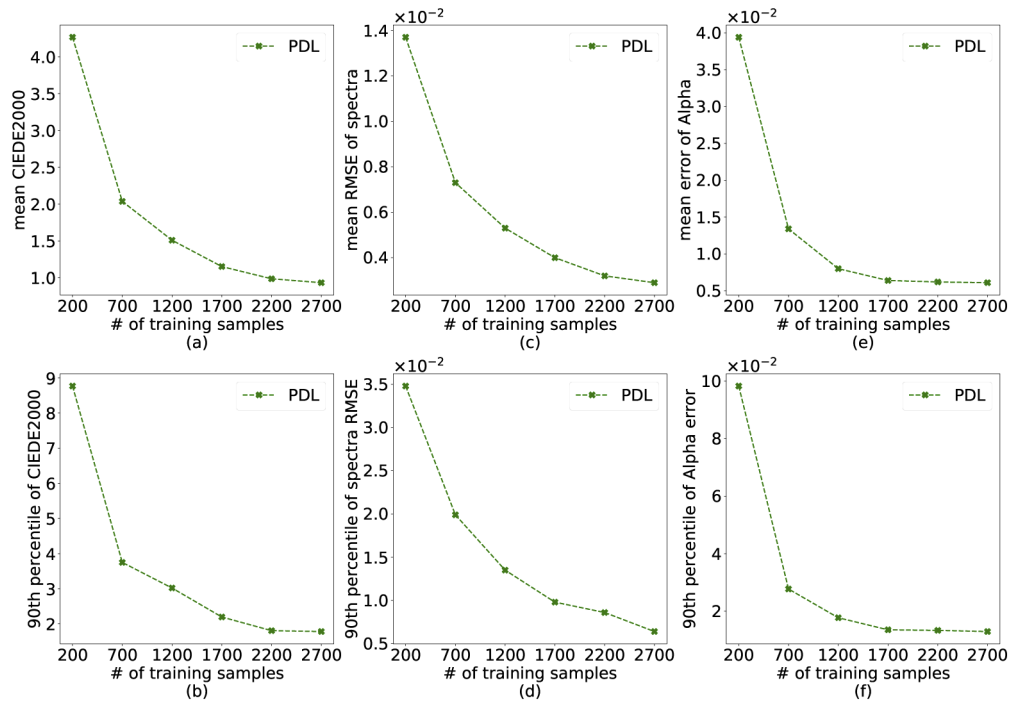 mean CIEDE2000
4.0
3.5
3.0
2.5
2.0
1.5
1.0
PDL
200 700 1200 1700 2200 2700
# of training samples
(a)
×10⁻²
mean RMSE of spectra
1.4
1.2
1.0
0.8
0.6
0.4
PDL
200 700 1200 1700 2200 2700
# of training samples
(c)
×10⁻²
mean error of Alpha
4.0
3.5
3.0
2.5
2.0
1.5
1.0
0.5
PDL
200 700 1200 1700 2200 2700
# of training samples
(e)
90th percentile of CIEDE2000
9
8
7
6
5
4
3
2
PDL
200 700 1200 1700 2200 2700
# of training samples
(b)
×10⁻²
90th percentile of spectra RMSE
3.5
3.0
2.5
2.0
1.5
1.0
0.5
PDL
200 700 1200 1700 2200 2700
# of training samples
(d)
×10⁻²
90th percentile of Alpha error
10
8
6
4
2
PDL
200 700 1200 1700 2200 2700
# of training samples
(f)